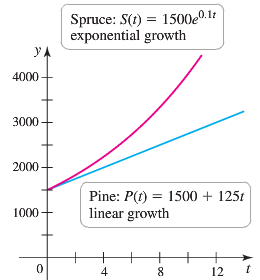 Spruce: S(t) = 1500e^0.1t
exponential growth
y
4000
3000
2000
Pine: P(t) = 1500 + 125t
linear growth
1000
0
4
8
12
t